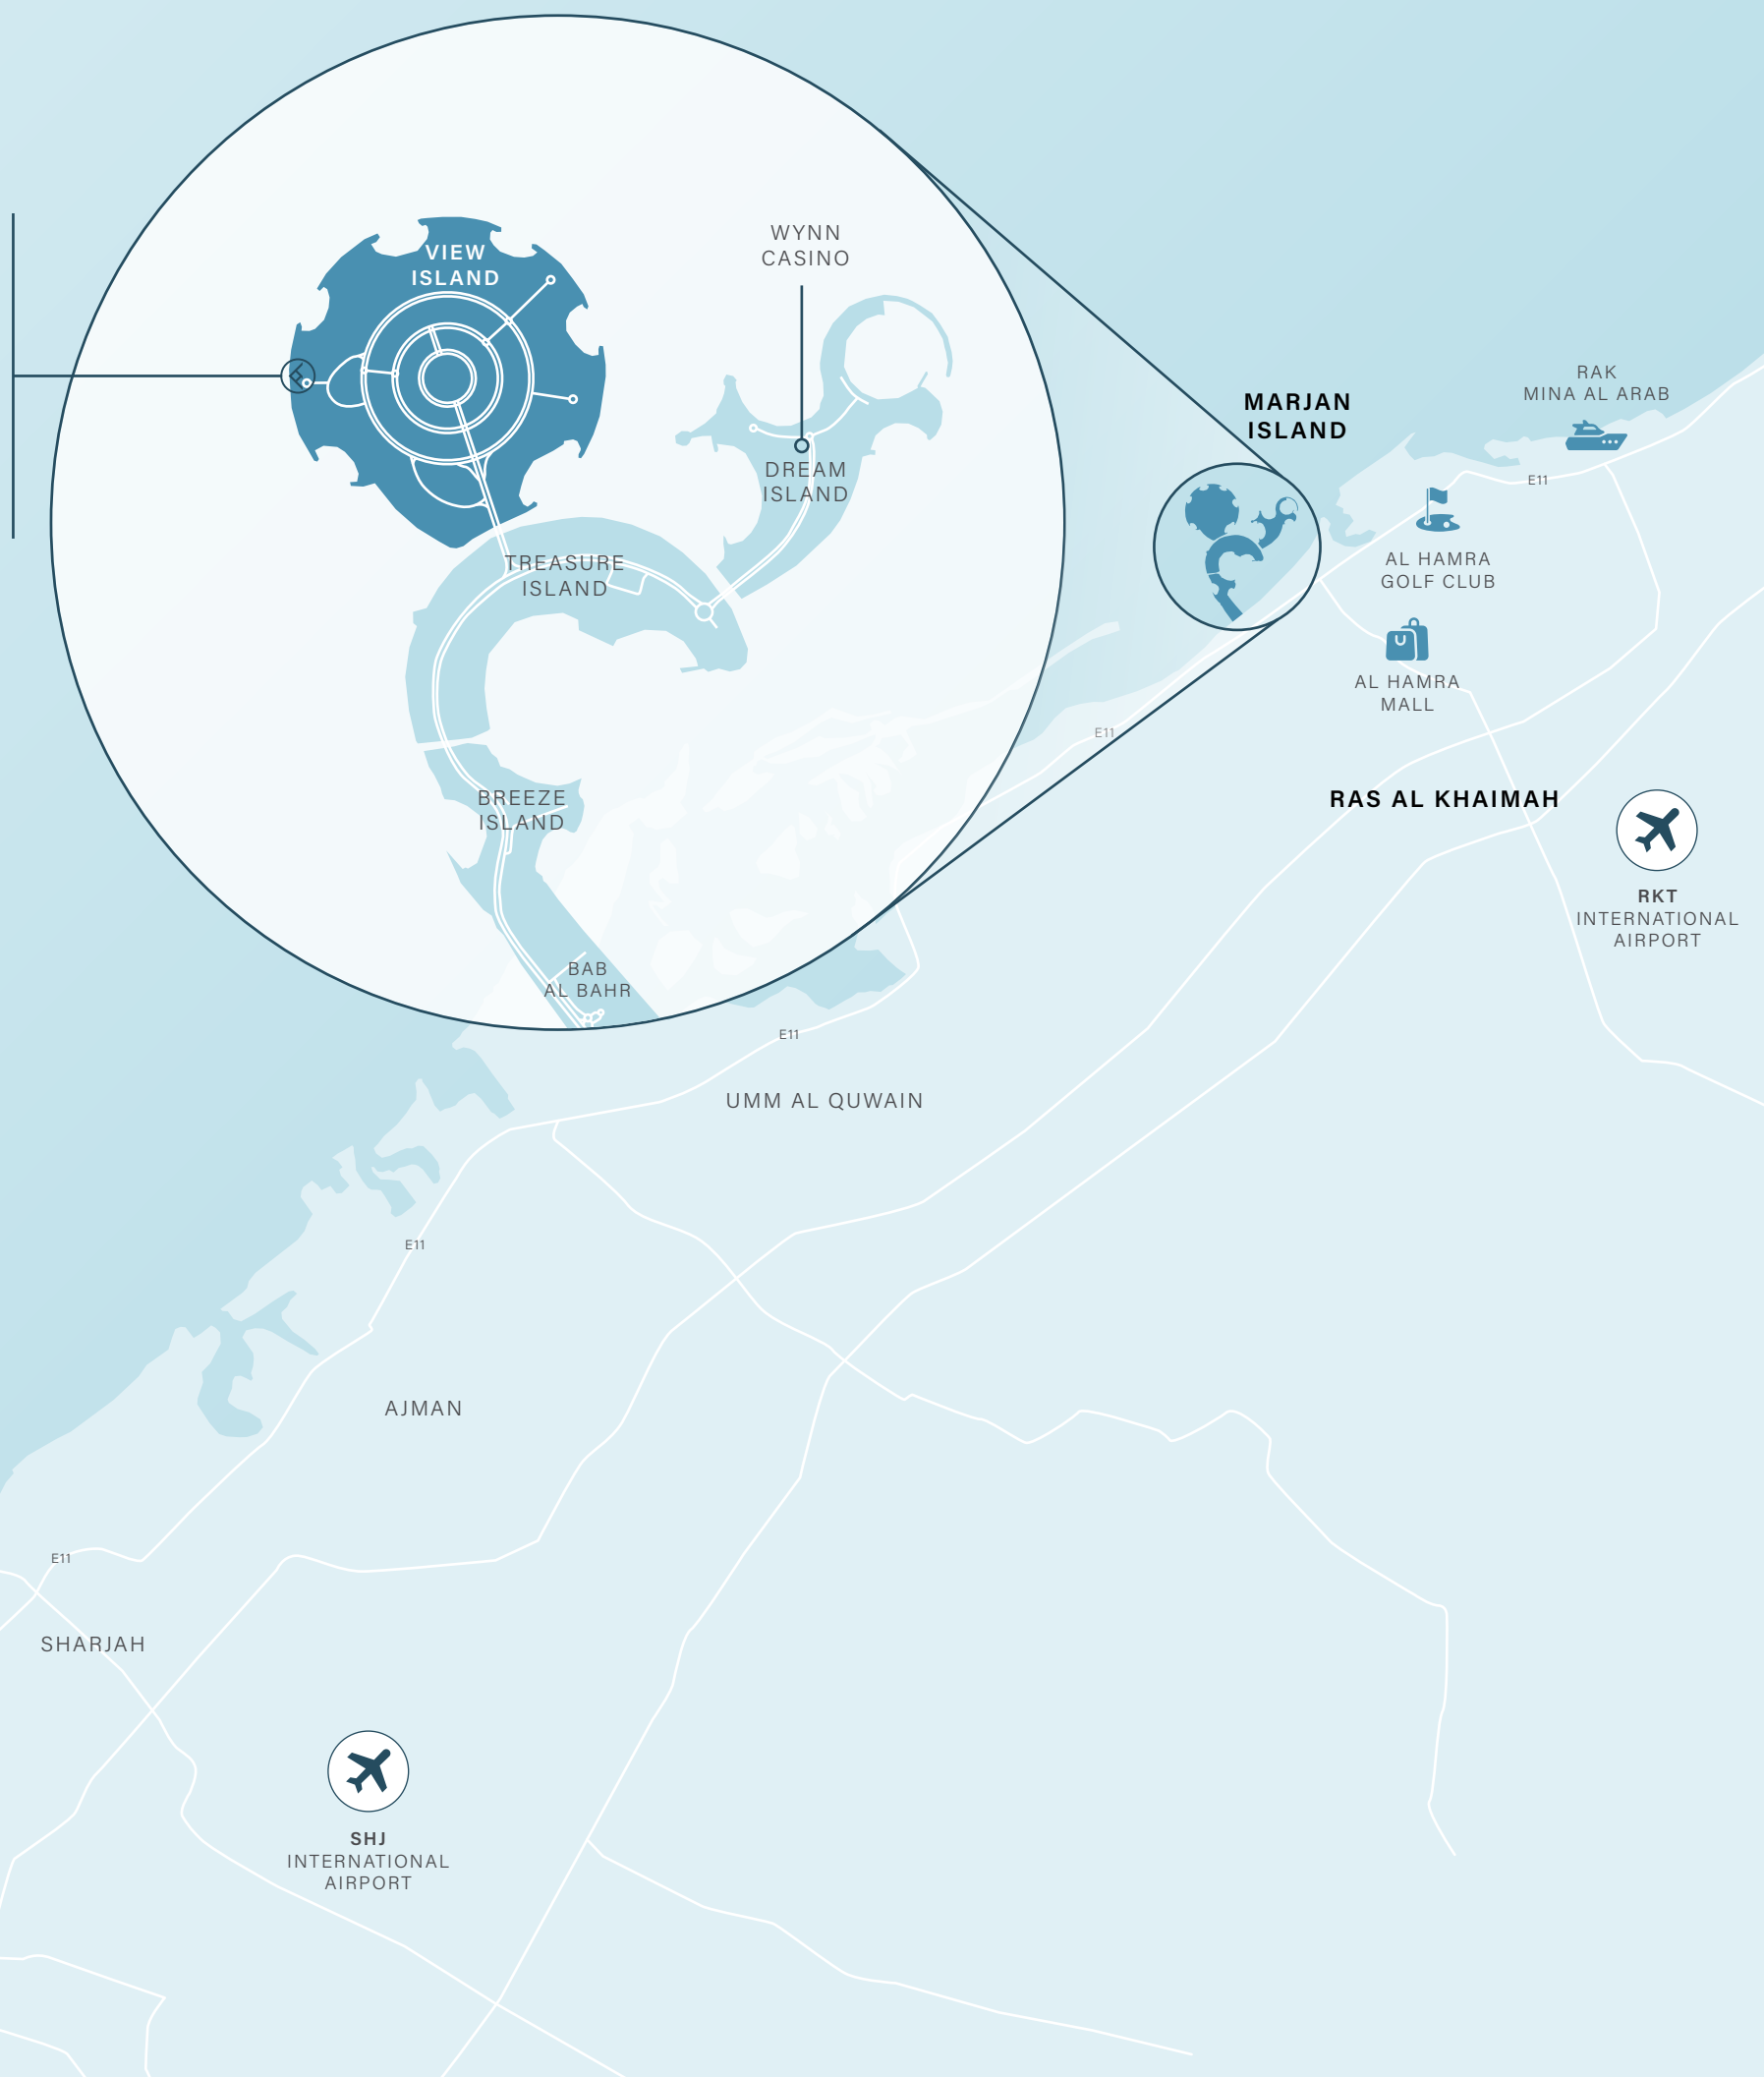 VIEW
ISLAND
WYNN
CASINO
DREAM
ISLAND
TREASURE
ISLAND
BREEZE
ISLAND
BAB
AL BAHR
MARJAN
ISLAND
RAK
MINA AL ARAB
E11
AL HAMRA
GOLF CLUB
AL HAMRA
MALL
E11
RAS AL KHAIMAH
RKT
INTERNATIONAL
AIRPORT
E11
UMM AL QUWAIN
E11
AJMAN
E11
SHARJAH
SHJ
INTERNATIONAL
AIRPORT